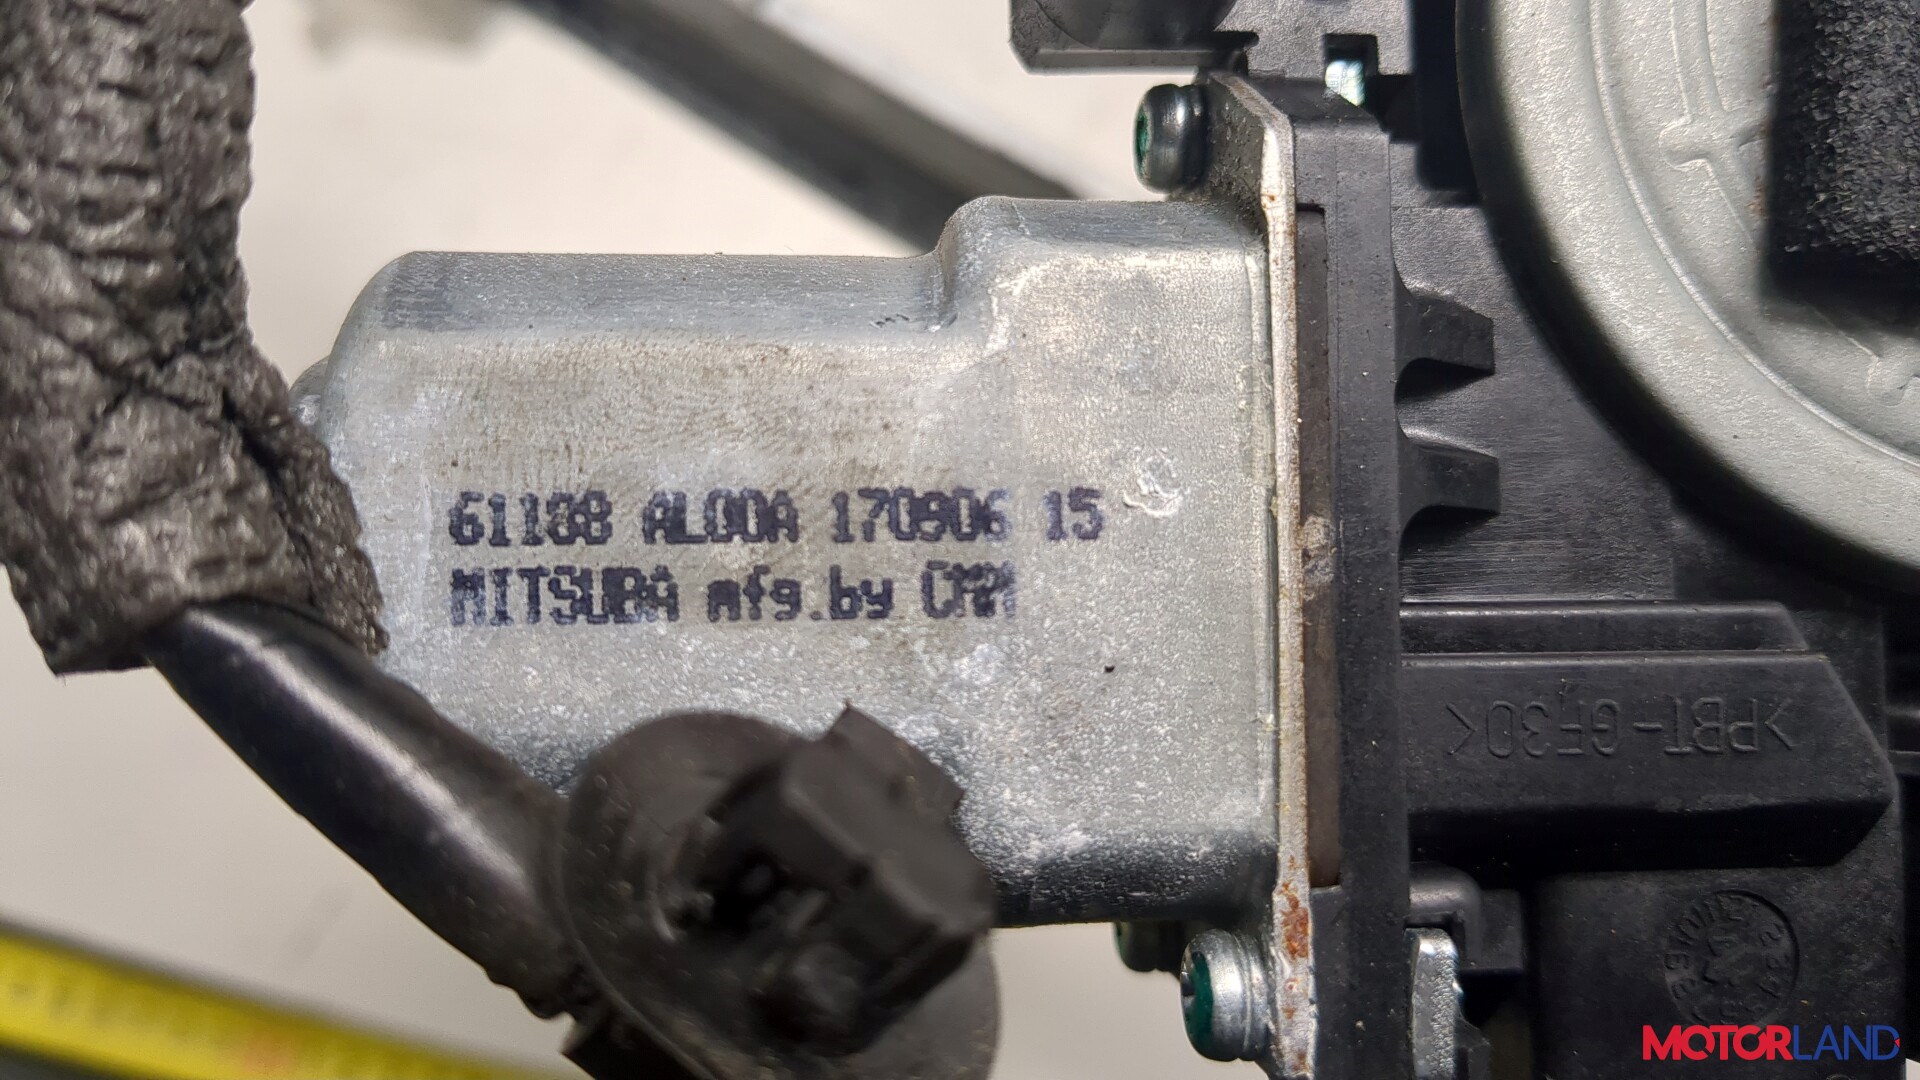 61188 AL00A 170906 15
MITSUBA mfg.by CMM
>PBT-GF30<
MOTORLAND